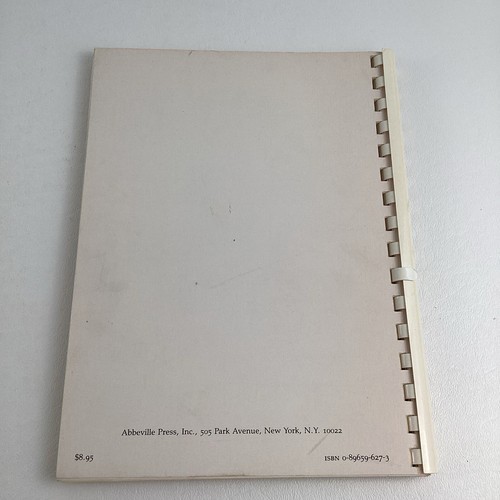 Abbeville Press, Inc., 505 Park Avenue, New York, N.Y. 10022
$8.95
ISBN 0-89659-627-3